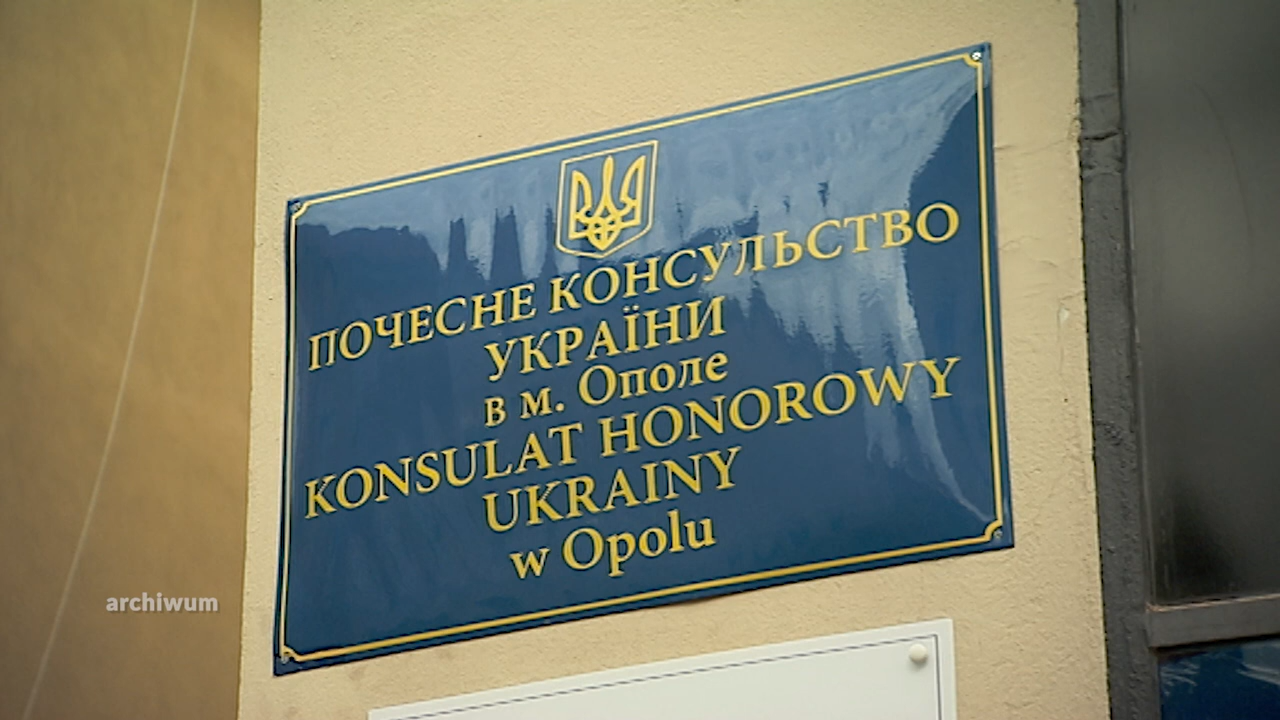 ПОЧЕСНЕ КОНСУЛЬСТВО
УКРАЇНИ
в м. Ополе
KONSULAT HONOROWY
UKRAINY
w Opolu
archiwum